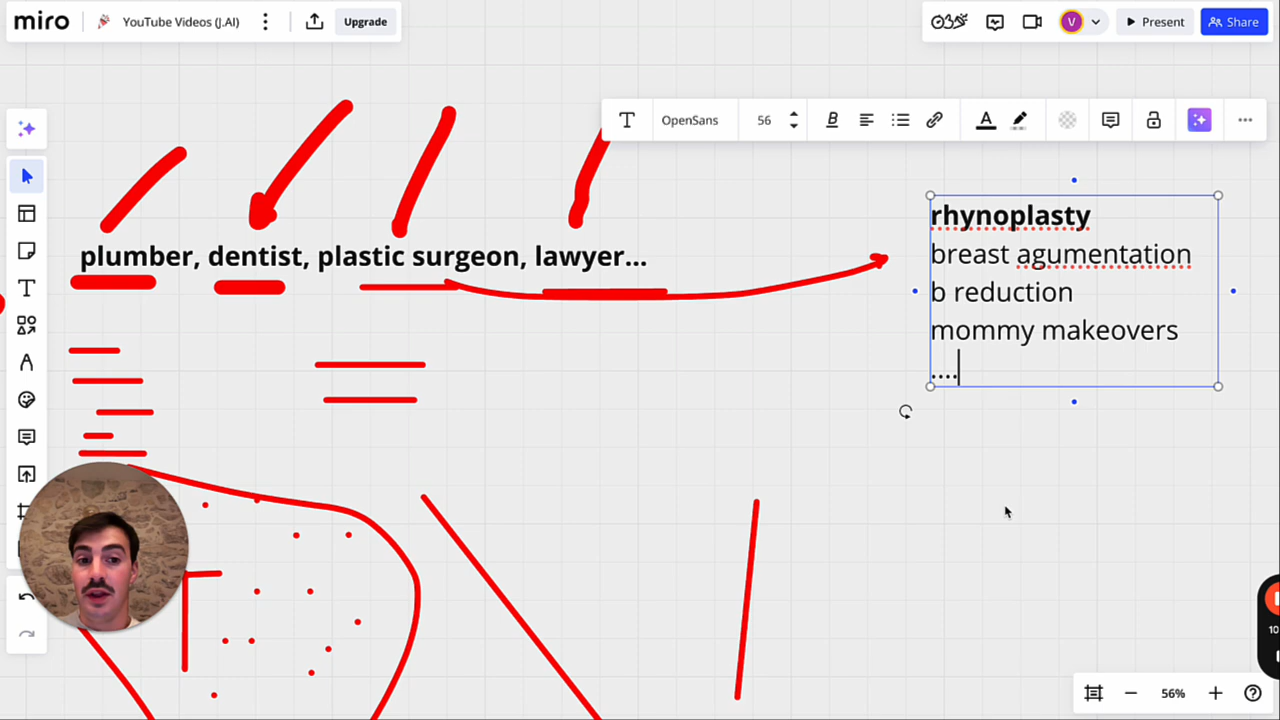 miro
YouTube Videos (J.AI)
Upgrade
V
Present
Share
OpenSans
56
B
A
plumber, dentist, plastic surgeon, lawyer...
rhynoplasty
breast agumentation
b reduction
mommy makeovers
....
10
56%